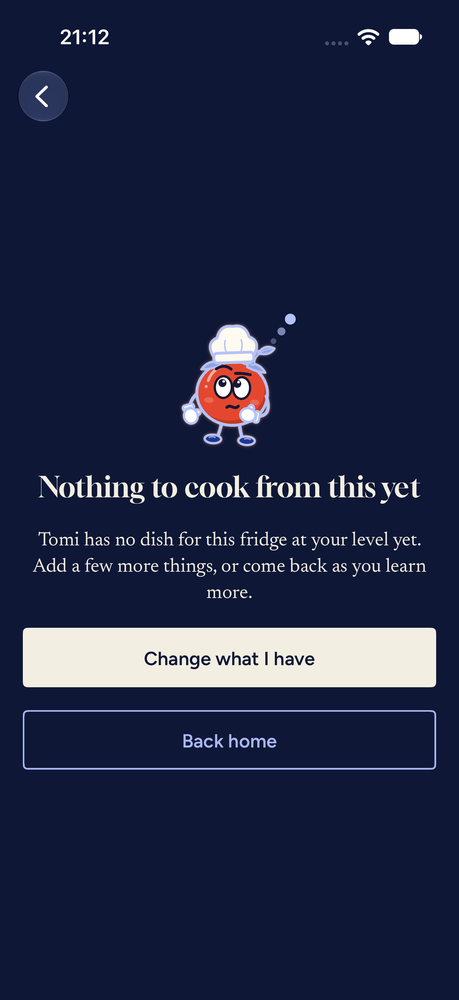 21:12
Nothing to cook from this yet
Tomi has no dish for this fridge at your level yet.
Add a few more things, or come back as you learn
more.
Change what I have
Back home